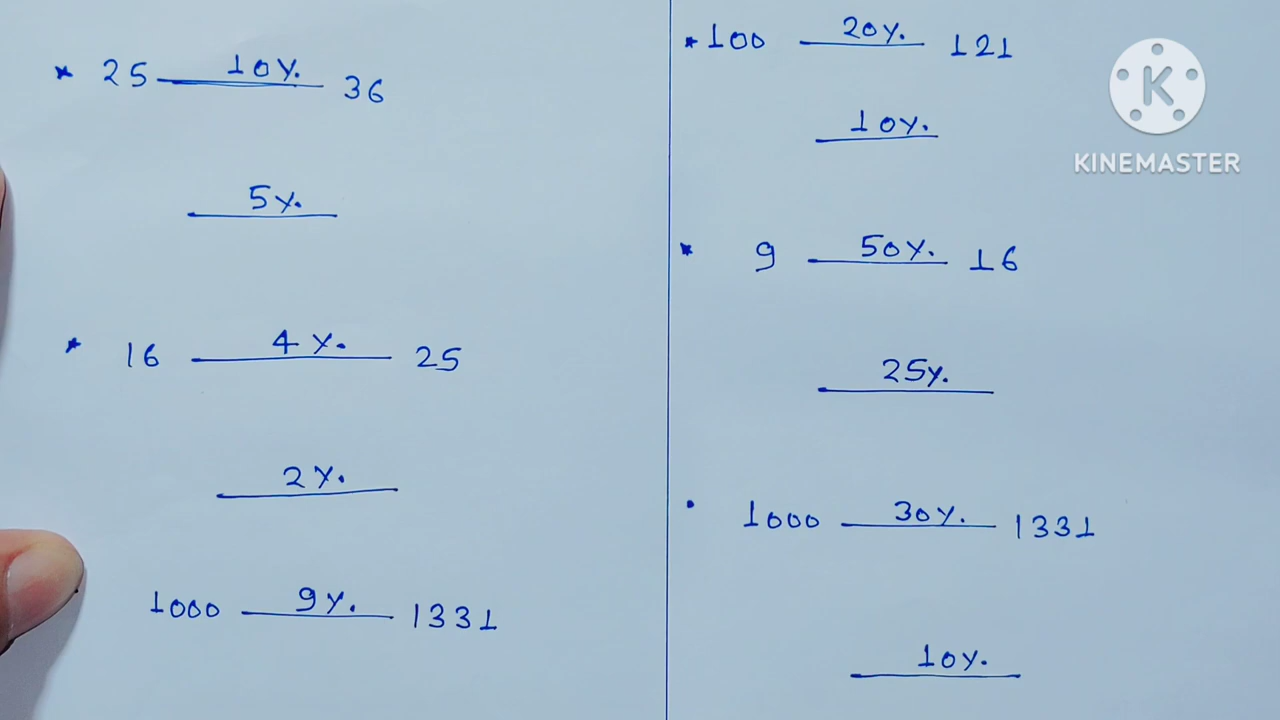 * 25 10%. 36
5%.
* 16 4%. 25
2%.
1000 9%. 1331
* 100 20%. 121
10%.
* 9 50%. 16
25%.
• 1000 30%. 1331
10%.
K
KINEMASTER